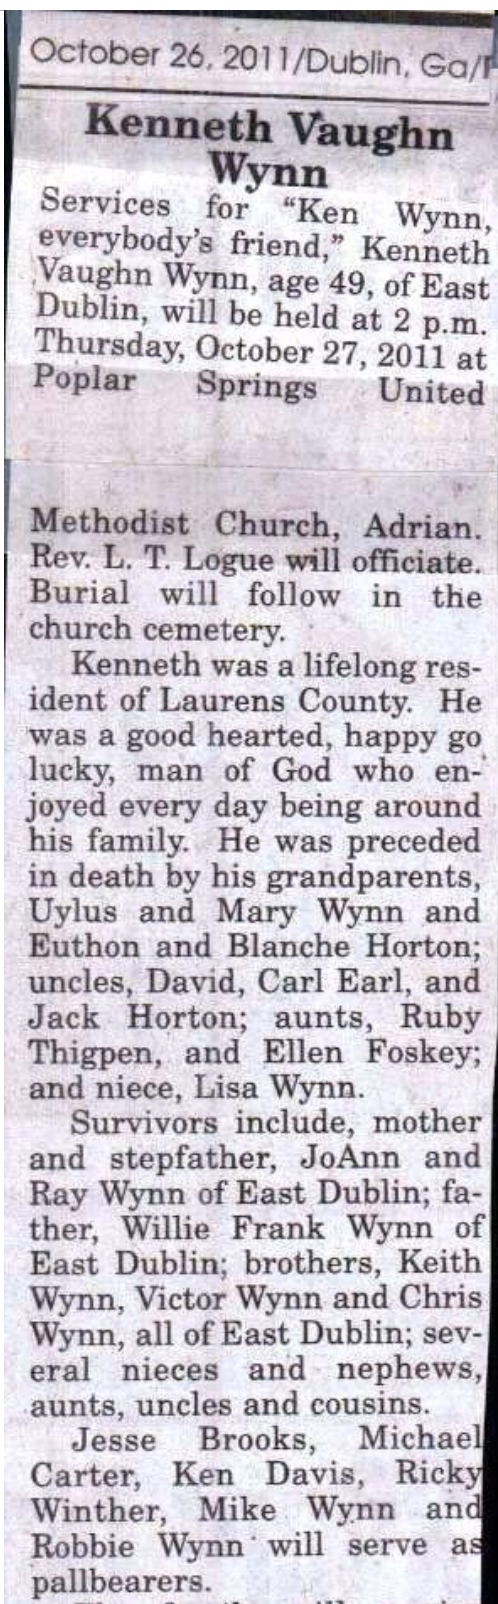 October 26, 2011/Dublin, Ga/
Kenneth Vaughn
Wynn
Services for "Ken Wynn,
everybody's friend," Kenneth
Vaughn Wynn, age 49, of East
Dublin, will be held at 2 p.m.
Thursday, October 27, 2011 at
Poplar Springs United
Methodist Church, Adrian.
Rev. L. T. Logue will officiate.
Burial will follow in the
church cemetery.
Kenneth was a lifelong res-
ident of Laurens County. He
was a good hearted, happy go
lucky, man of God who en-
joyed every day being around
his family. He was preceded
in death by his grandparents,
Uylus and Mary Wynn and
Euthon and Blanche Horton;
uncles, David, Carl Earl, and
Jack Horton; aunts, Ruby
Thigpen, and Ellen Foskey;
and niece, Lisa Wynn.
Survivors include, mother
and stepfather, JoAnn and
Ray Wynn of East Dublin; fa-
ther, Willie Frank Wynn of
East Dublin; brothers, Keith
Wynn, Victor Wynn and Chris
Wynn, all of East Dublin; sev-
eral nieces and nephews,
aunts, uncles and cousins.
Jesse Brooks, Michael
Carter, Ken Davis, Ricky
Winther, Mike Wynn and
Robbie Wynn will serve as
pallbearers.